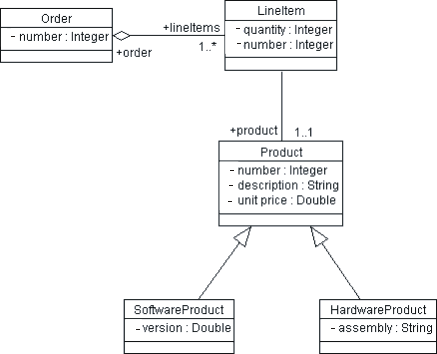 Order
- number : Integer
+lineItems
1..*
+order
LineItem
- quantity : Integer
- number : Integer
+product
1..1
Product
- number : Integer
- description : String
- unit price : Double
SoftwareProduct
- version : Double
HardwareProduct
- assembly : String